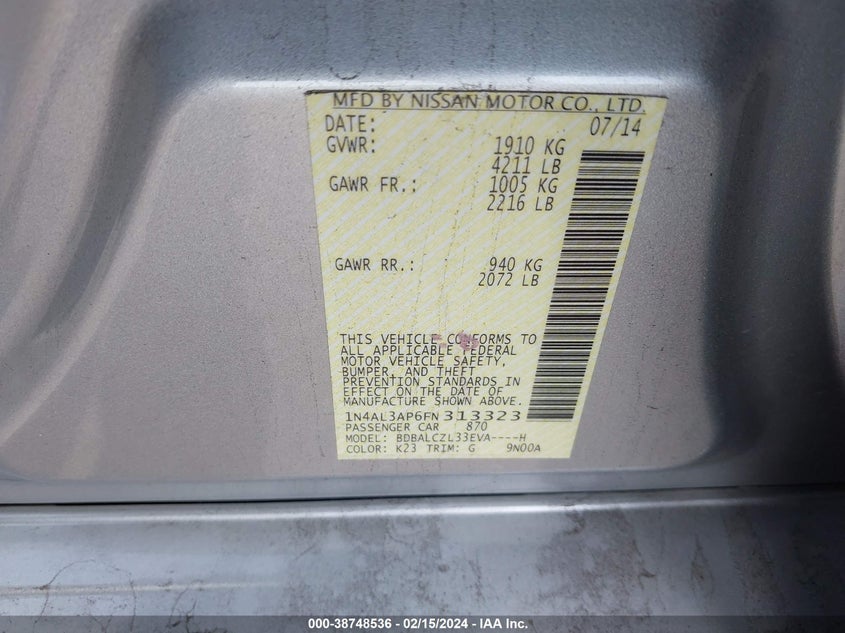 MFD BY NISSAN MOTOR CO., LTD.
DATE: 07/14
GVWR: 1910 KG
4211 LB
GAWR FR.: 1005 KG
2216 LB
GAWR RR.: 940 KG
2072 LB
THIS VEHICLE CONFORMS TO
ALL APPLICABLE FEDERAL
MOTOR VEHICLE SAFETY,
BUMPER, AND THEFT
PREVENTION STANDARDS IN
EFFECT ON THE DATE OF
MANUFACTURE SHOWN ABOVE.
1N4AL3AP6FN313323
PASSENGER CAR 870
MODEL: BDBALCZL33EVA----H
COLOR: K23 TRIM: G 9N00A
000-38748536 - 02/15/2024 - IAA Inc.